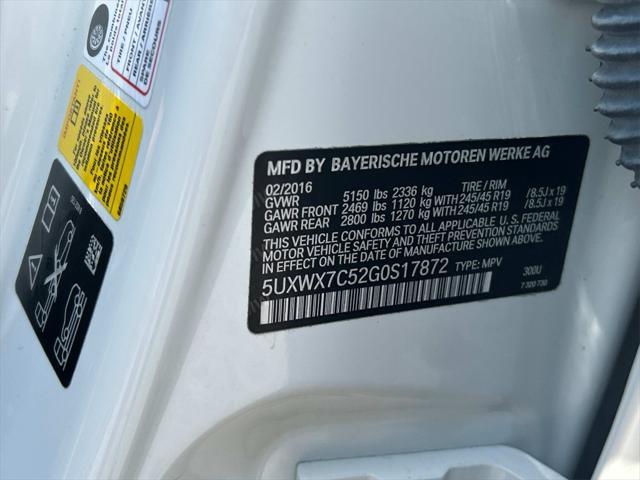 MFD BY BAYERISCHE MOTOREN WERKE AG
02/2016
GVWR 5150 lbs 2336 kg TIRE / RIM
GAWR FRONT 2469 lbs 1120 kg WITH 245/45 R19 /8.5J x 19
GAWR REAR 2800 lbs 1270 kg WITH 245/45 R19 /8.5J x 19
THIS VEHICLE CONFORMS TO ALL APPLICABLE U.S. FEDERAL
MOTOR VEHICLE SAFETY AND THEFT PREVENTION STANDARDS
IN EFFECT ON THE DATE OF MANUFACTURE SHOWN ABOVE.
5UXWX7C52G0S17872 TYPE: MPV 300U
7 320 730